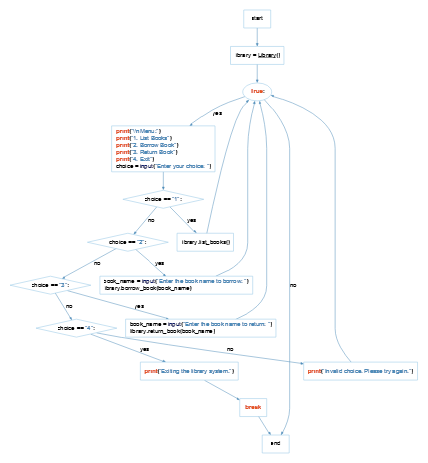 start
library = Library()
True:
yes
print("\nMenu:")
print("1. List Books")
print("2. Borrow Book")
print("3. Return Book")
print("4. Exit")
choice = input("Enter your choice: ")
choice == "1":
no
yes
choice == "2":
library.list_books()
no
yes
choice == "3":
book_name = input("Enter the book name to borrow: ")
library.borrow_book(book_name)
no
no
yes
choice == "4":
book_name = input("Enter the book name to return: ")
library.return_book(book_name)
yes
no
print("Exiting the library system.")
print("Invalid choice. Please try again.")
break
end